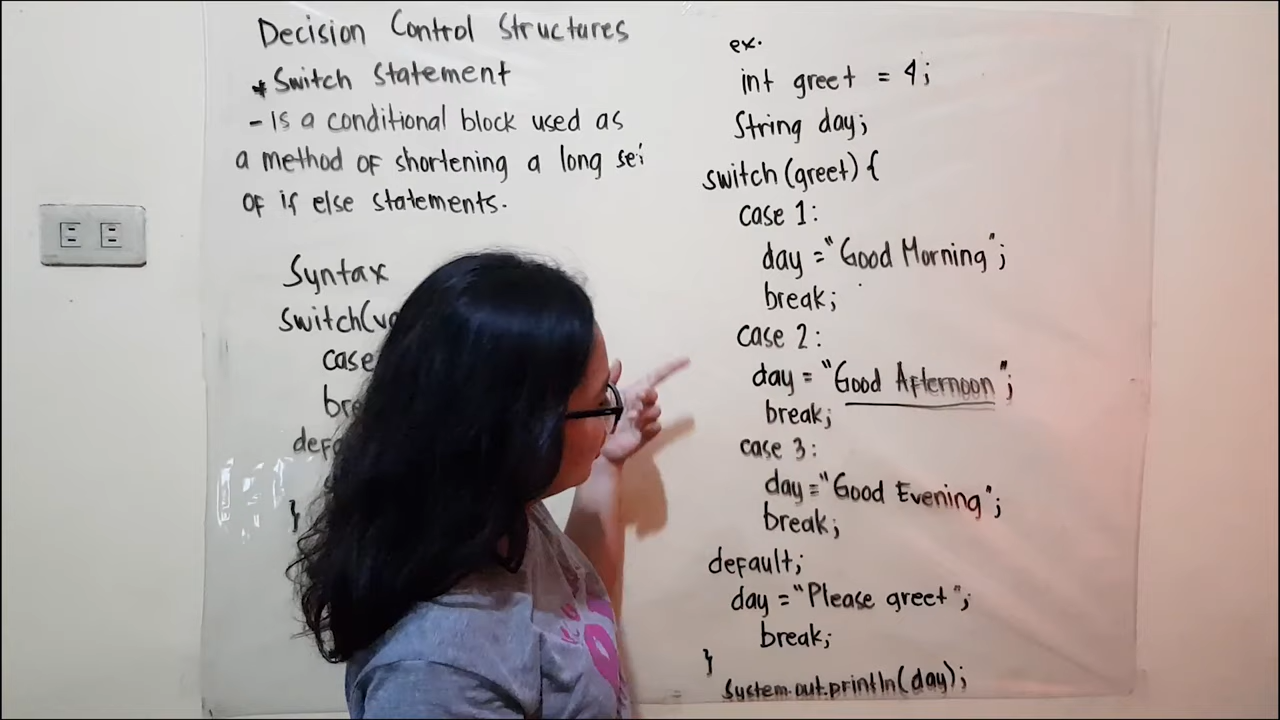 Decision Control Structures
* Switch Statement
- Is a conditional block used as
a method of shortening a long
of if else statements.
Syntax
switch(
case
}
ex.
int greet = 4;
String day;
switch (greet) {
case 1:
day = "Good Morning";
break;
case 2:
day = "Good Afternoon";
break;
case 3:
day = "Good Evening";
break;
default;
day = "Please greet";
break;
}
System.out.println(day);